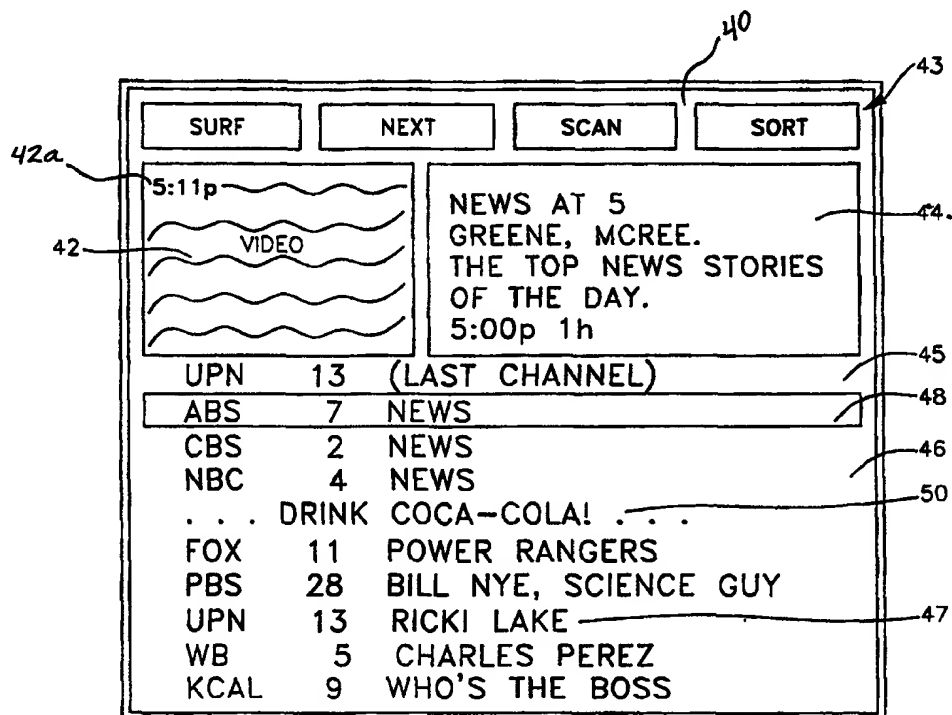 40
43
SURF NEXT SCAN SORT
42a
5:11p
42
VIDEO
NEWS AT 5
GREENE, MCREE.
THE TOP NEWS STORIES
OF THE DAY.
5:00p 1h
44
UPN 13 (LAST CHANNEL)
45
ABS 7 NEWS
48
CBS 2 NEWS
NBC 4 NEWS
46
. . . DRINK COCA-COLA! . . .
50
FOX 11 POWER RANGERS
PBS 28 BILL NYE, SCIENCE GUY
UPN 13 RICKI LAKE
47
WB 5 CHARLES PEREZ
KCAL 9 WHO'S THE BOSS